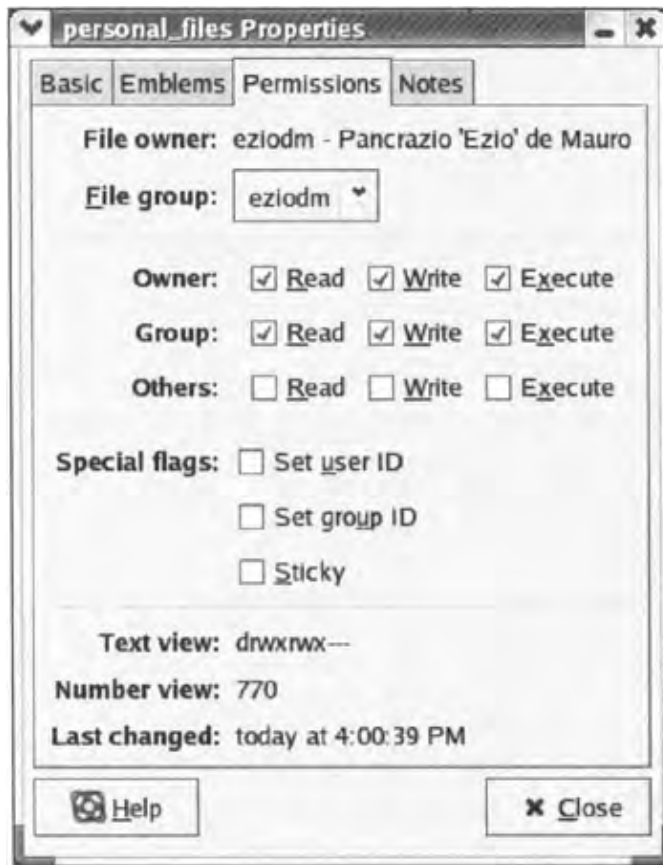 personal_files Properties
Basic Emblems Permissions Notes
File owner: eziodm - Pancrazio 'Ezio' de Mauro
File group: eziodm
Owner: Read Write Execute
Group: Read Write Execute
Others: Read Write Execute
Special flags: Set user ID
Set group ID
Sticky
Text view: drwxrwx---
Number view: 770
Last changed: today at 4:00:39 PM
Help Close